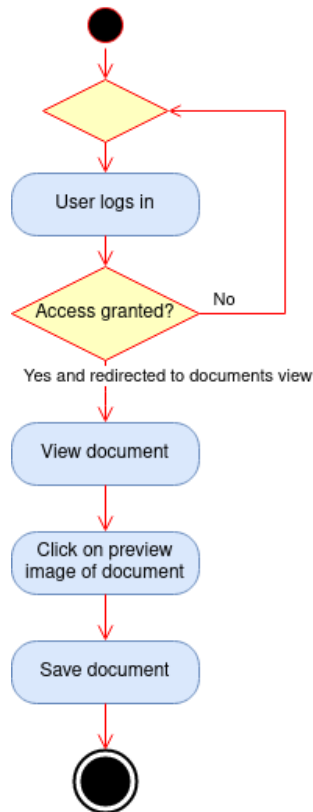 User logs in
Access granted?
No
Yes and redirected to documents view
View document
Click on preview
image of document
Save document